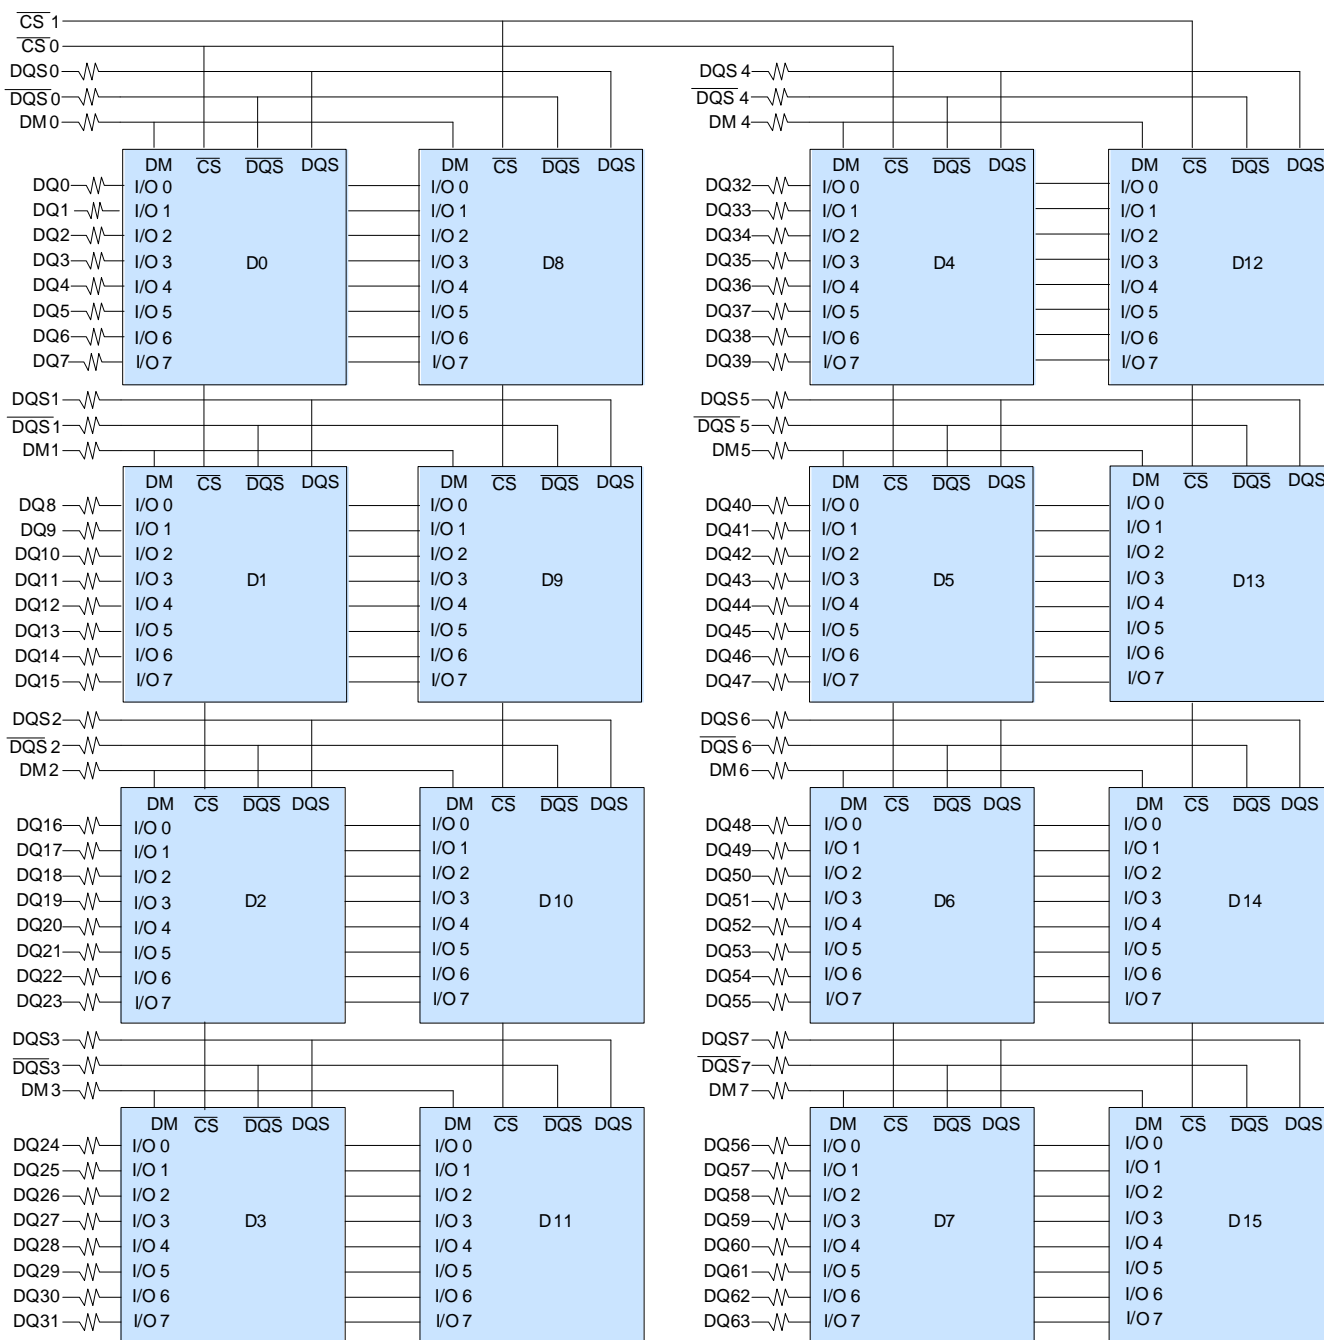 CS 1
CS 0
DQS0
DQS0
DM0
DM CS DQS DQS
DQ0 I/O 0
DQ1 I/O 1
DQ2 I/O 2
DQ3 I/O 3
DQ4 I/O 4
DQ5 I/O 5
DQ6 I/O 6
DQ7 I/O 7
D0
DM CS DQS DQS
I/O 0
I/O 1
I/O 2
I/O 3
I/O 4
I/O 5
I/O 6
I/O 7
D8
DQS 4
DQS 4
DM 4
DM CS DQS DQS
DQ32 I/O 0
DQ33 I/O 1
DQ34 I/O 2
DQ35 I/O 3
DQ36 I/O 4
DQ37 I/O 5
DQ38 I/O 6
DQ39 I/O 7
D4
DM CS DQS DQS
I/O 0
I/O 1
I/O 2
I/O 3
I/O 4
I/O 5
I/O 6
I/O 7
D12
DQS1
DQS1
DM1
DM CS DQS DQS
DQ8 I/O 0
DQ9 I/O 1
DQ10 I/O 2
DQ11 I/O 3
DQ12 I/O 4
DQ13 I/O 5
DQ14 I/O 6
DQ15 I/O 7
D1
DM CS DQS DQS
I/O 0
I/O 1
I/O 2
I/O 3
I/O 4
I/O 5
I/O 6
I/O 7
D9
DQS5
DQS 5
DM5
DM CS DQS DQS
DQ40 I/O 0
DQ41 I/O 1
DQ42 I/O 2
DQ43 I/O 3
DQ44 I/O 4
DQ45 I/O 5
DQ46 I/O 6
DQ47 I/O 7
D5
DM CS DQS DQS
I/O 0
I/O 1
I/O 2
I/O 3
I/O 4
I/O 5
I/O 6
I/O 7
D13
DQS2
DQS 2
DM2
DM CS DQS DQS
DQ16 I/O 0
DQ17 I/O 1
DQ18 I/O 2
DQ19 I/O 3
DQ20 I/O 4
DQ21 I/O 5
DQ22 I/O 6
DQ23 I/O 7
D2
DM CS DQS DQS
I/O 0
I/O 1
I/O 2
I/O 3
I/O 4
I/O 5
I/O 6
I/O 7
D10
DQS6
DQS 6
DM6
DM CS DQS DQS
DQ48 I/O 0
DQ49 I/O 1
DQ50 I/O 2
DQ51 I/O 3
DQ52 I/O 4
DQ53 I/O 5
DQ54 I/O 6
DQ55 I/O 7
D6
DM CS DQS DQS
I/O 0
I/O 1
I/O 2
I/O 3
I/O 4
I/O 5
I/O 6
I/O 7
D14
DQS3
DQS3
DM3
DM CS DQS DQS
DQ24 I/O 0
DQ25 I/O 1
DQ26 I/O 2
DQ27 I/O 3
DQ28 I/O 4
DQ29 I/O 5
DQ30 I/O 6
DQ31 I/O 7
D3
DM CS DQS DQS
I/O 0
I/O 1
I/O 2
I/O 3
I/O 4
I/O 5
I/O 6
I/O 7
D11
DQS7
DQS7
DM7
DM CS DQS DQS
DQ56 I/O 0
DQ57 I/O 1
DQ58 I/O 2
DQ59 I/O 3
DQ60 I/O 4
DQ61 I/O 5
DQ62 I/O 6
DQ63 I/O 7
D7
DM CS DQS DQS
I/O 0
I/O 1
I/O 2
I/O 3
I/O 4
I/O 5
I/O 6
I/O 7
D15